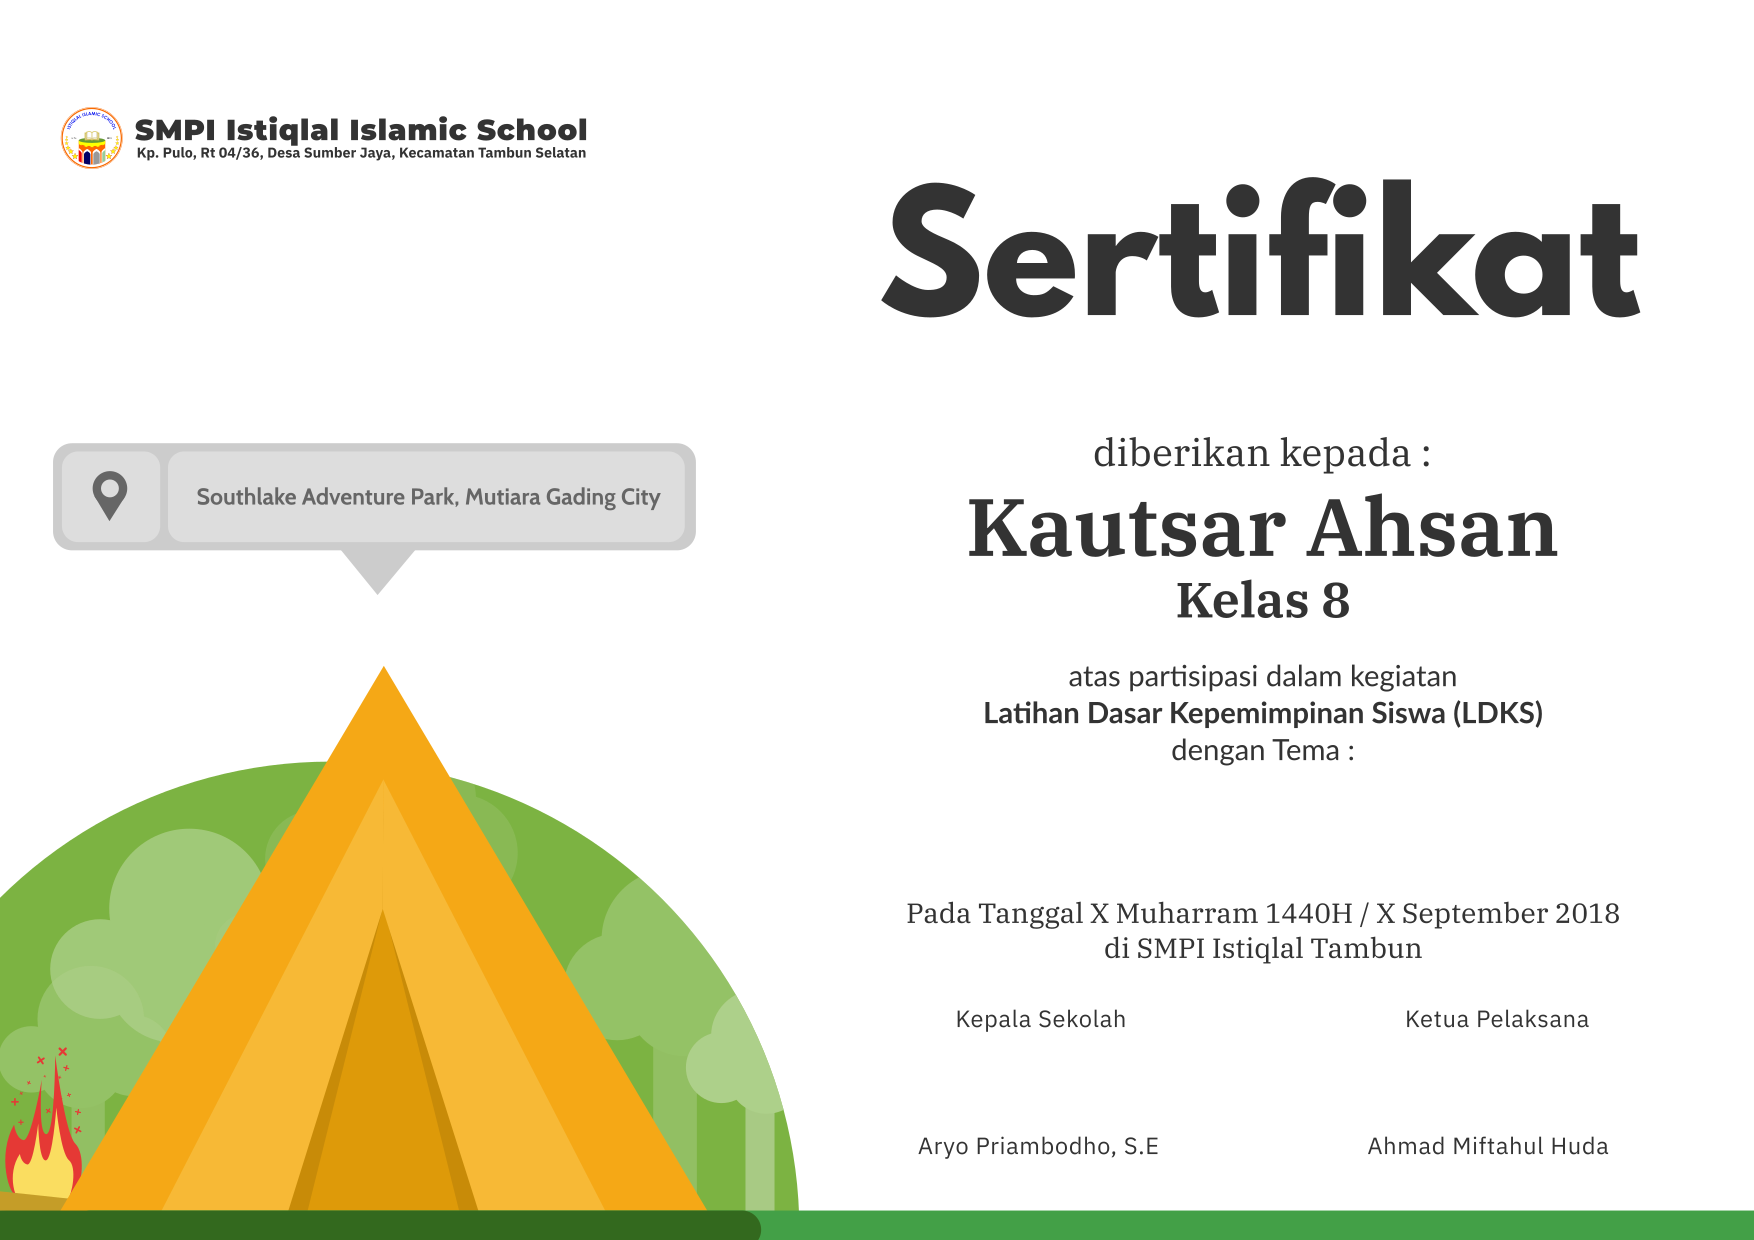 ISTIQLAL ISLAMIC SCHOOL
SMPI Istiqlal Islamic School
Kp. Pulo, Rt 04/36, Desa Sumber Jaya, Kecamatan Tambun Selatan
Sertifikat
Southlake Adventure Park, Mutiara Gading City
diberikan kepada :
Kautsar Ahsan
Kelas 8
atas partisipasi dalam kegiatan
Latihan Dasar Kepemimpinan Siswa (LDKS)
dengan Tema :
Pada Tanggal X Muharram 1440H / X September 2018
di SMPI Istiqlal Tambun
Kepala Sekolah
Ketua Pelaksana
Aryo Priambodho, S.E
Ahmad Miftahul Huda